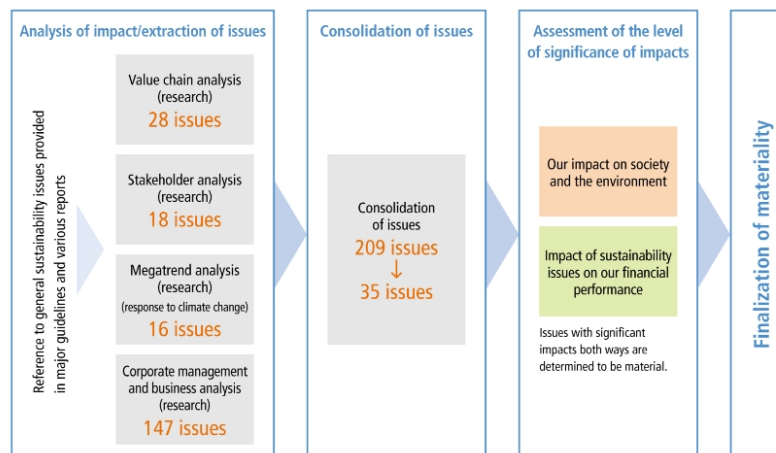 Analysis of impact/extraction of issues
Reference to general sustainability issues provided
in major guidelines and various reports
Value chain analysis
(research)
28 issues
Stakeholder analysis
(research)
18 issues
Megatrend analysis
(research)
(response to climate change)
16 issues
Corporate management
and business analysis
(research)
147 issues
Consolidation of issues
Consolidation
of issues
209 issues
↓
35 issues
Assessment of the level
of significance of impacts
Our impact on society
and the environment
Impact of sustainability
issues on our financial
performance
Issues with significant
impacts both ways are
determined to be material.
Finalization of materiality